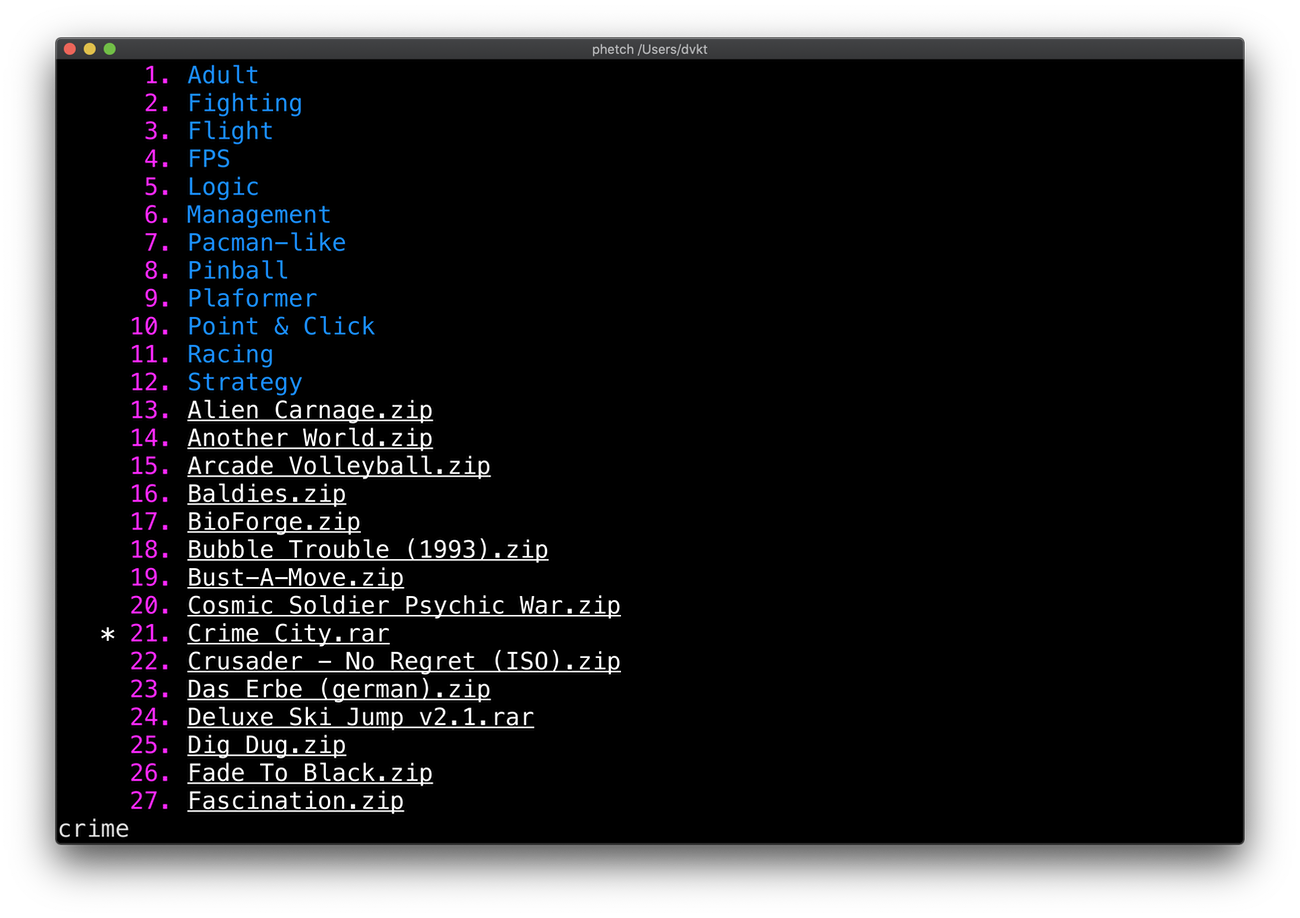 phetch /Users/dvkt
1. Adult
2. Fighting
3. Flight
4. FPS
5. Logic
6. Management
7. Pacman-like
8. Pinball
9. Plaformer
10. Point & Click
11. Racing
12. Strategy
13. Alien Carnage.zip
14. Another World.zip
15. Arcade Volleyball.zip
16. Baldies.zip
17. BioForge.zip
18. Bubble Trouble (1993).zip
19. Bust-A-Move.zip
20. Cosmic Soldier Psychic War.zip
* 21. Crime City.rar
22. Crusader - No Regret (ISO).zip
23. Das Erbe (german).zip
24. Deluxe Ski Jump v2.1.rar
25. Dig Dug.zip
26. Fade To Black.zip
27. Fascination.zip
crime